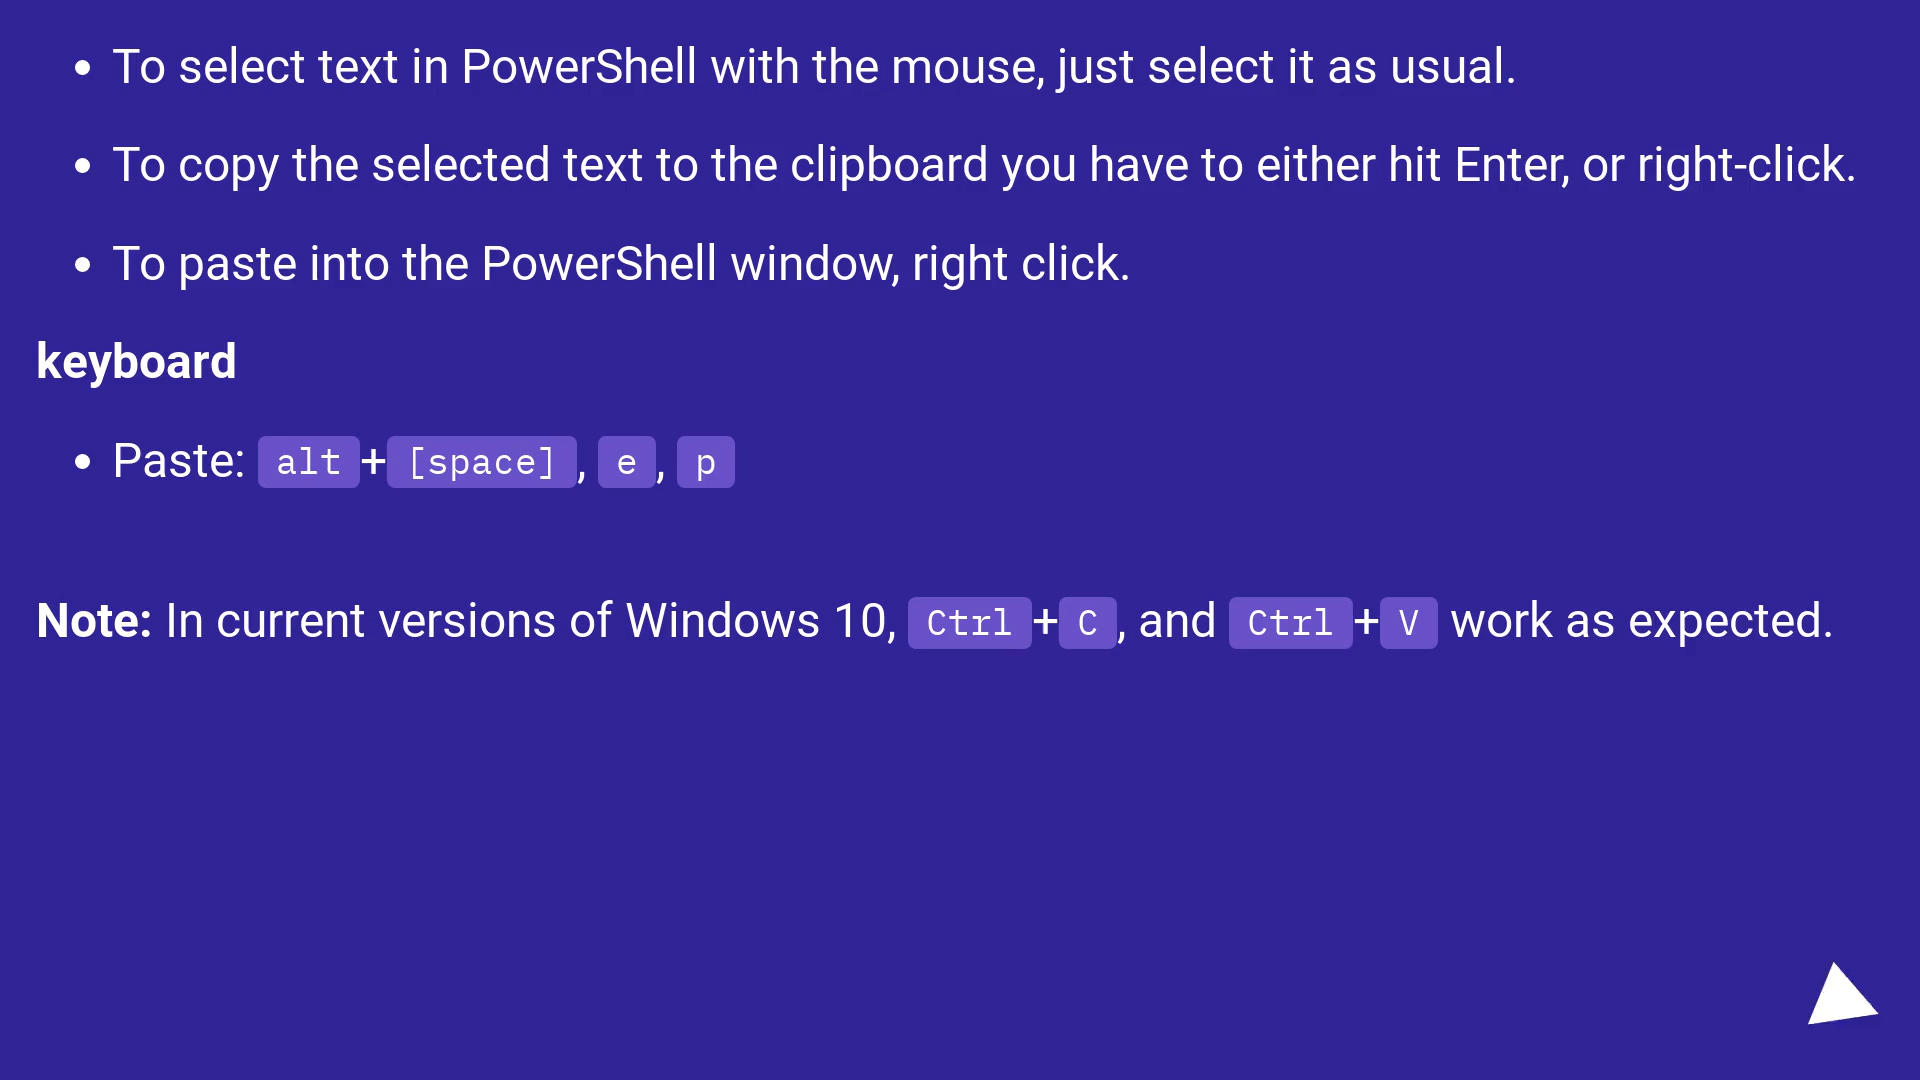 • To select text in PowerShell with the mouse, just select it as usual.
• To copy the selected text to the clipboard you have to either hit Enter, or right-click.
• To paste into the PowerShell window, right click.
keyboard
• Paste: alt+[space], e, p
Note: In current versions of Windows 10, Ctrl+C, and Ctrl+V work as expected.